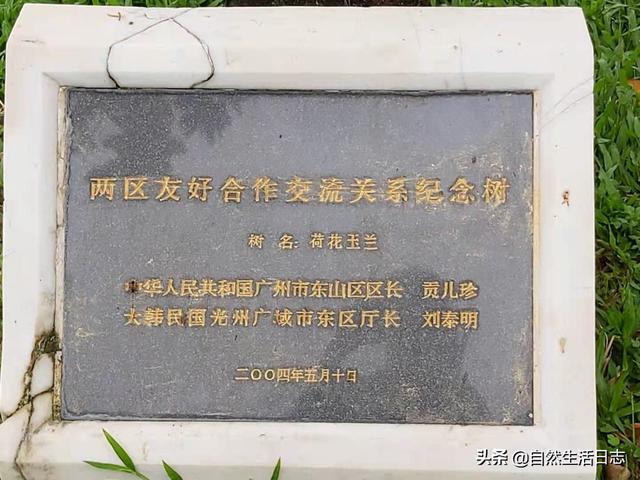 两区友好合作交流关系纪念树
树 名：荷花玉兰
中华人民共和国广州市东山区区长 贡儿珍
大韩民国光州广域市东区厅长 刘泰明
二〇〇四年五月十日
头条@自然生活日志